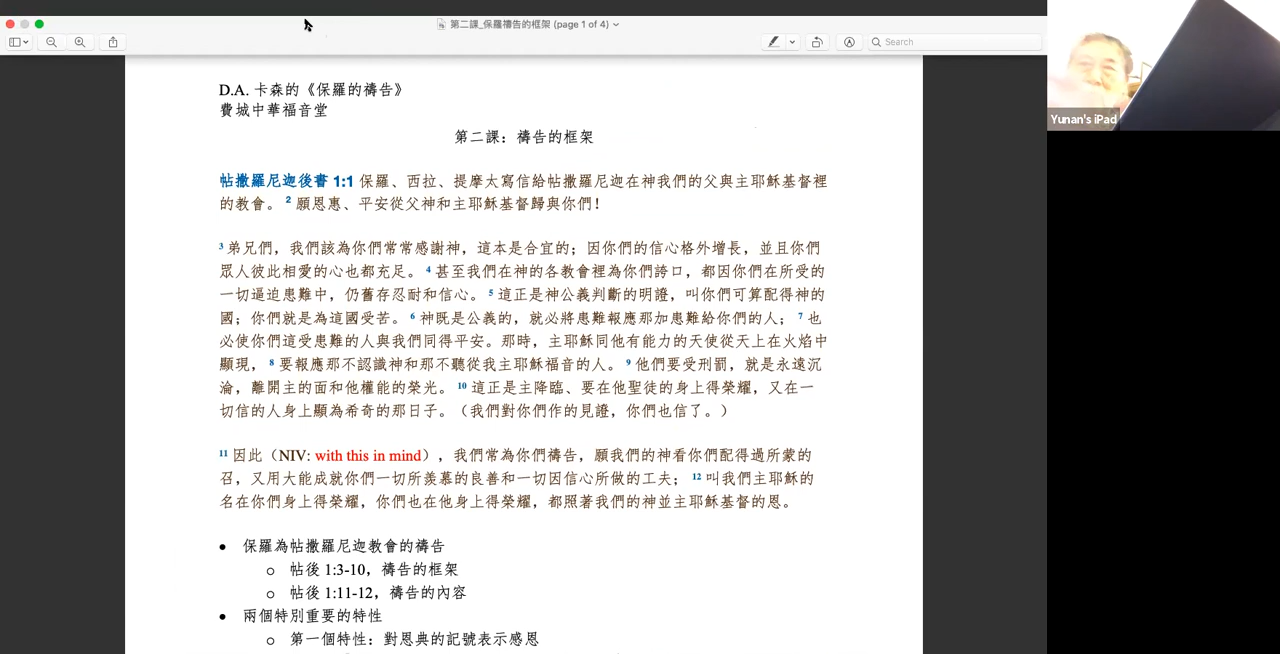 第二課_保羅禱告的框架 (page 1 of 4)
Search
D.A. 卡森的《保羅的禱告》
費城中華福音堂
第二課：禱告的框架
帖撒羅尼迦後書 1:1 保羅、西拉、提摩太寫信給帖撒羅尼迦在神我們的父與主耶穌基督裡
的教會。 2 願恩惠、平安從父神和主耶穌基督歸與你們！
3 弟兄們，我們該為你們常常感謝神，這本是合宜的；因你們的信心格外增長，並且你們
眾人彼此相愛的心也都充足。 4 甚至我們在神的各教會裡為你們誇口，都因你們在所受的
一切逼迫患難中，仍舊存忍耐和信心。 5 這正是神公義判斷的明證，叫你們可算配得神的
國；你們就是為這國受苦。 6 神既是公義的，就必將患難報應那加患難給你們的人； 7 也
必使你們這受患難的人與我們同得平安。那時，主耶穌同他有能力的天使從天上在火焰中
顯現， 8 要報應那不認識神和那不聽從我主耶穌福音的人。 9 他們要受刑罰，就是永遠沉
淪，離開主的面和他權能的榮光。 10 這正是主降臨、要在他聖徒的身上得榮耀，又在一
切信的人身上顯為希奇的那日子。（我們對你們作的見證，你們也信了。）
11 因此（NIV: with this in mind），我們常為你們禱告，願我們的神看你們配得過所蒙的
召，又用大能成就你們一切所羨慕的良善和一切因信心所做的工夫； 12 叫我們主耶穌的
名在你們身上得榮耀，你們也在他身上得榮耀，都照著我們的神並主耶穌基督的恩。
• 保羅為帖撒羅尼迦教會的禱告
o 帖後 1:3-10，禱告的框架
o 帖後 1:11-12，禱告的內容
• 兩個特別重要的特性
o 第一個特性：對恩典的記號表示感恩
Yunan's iPad